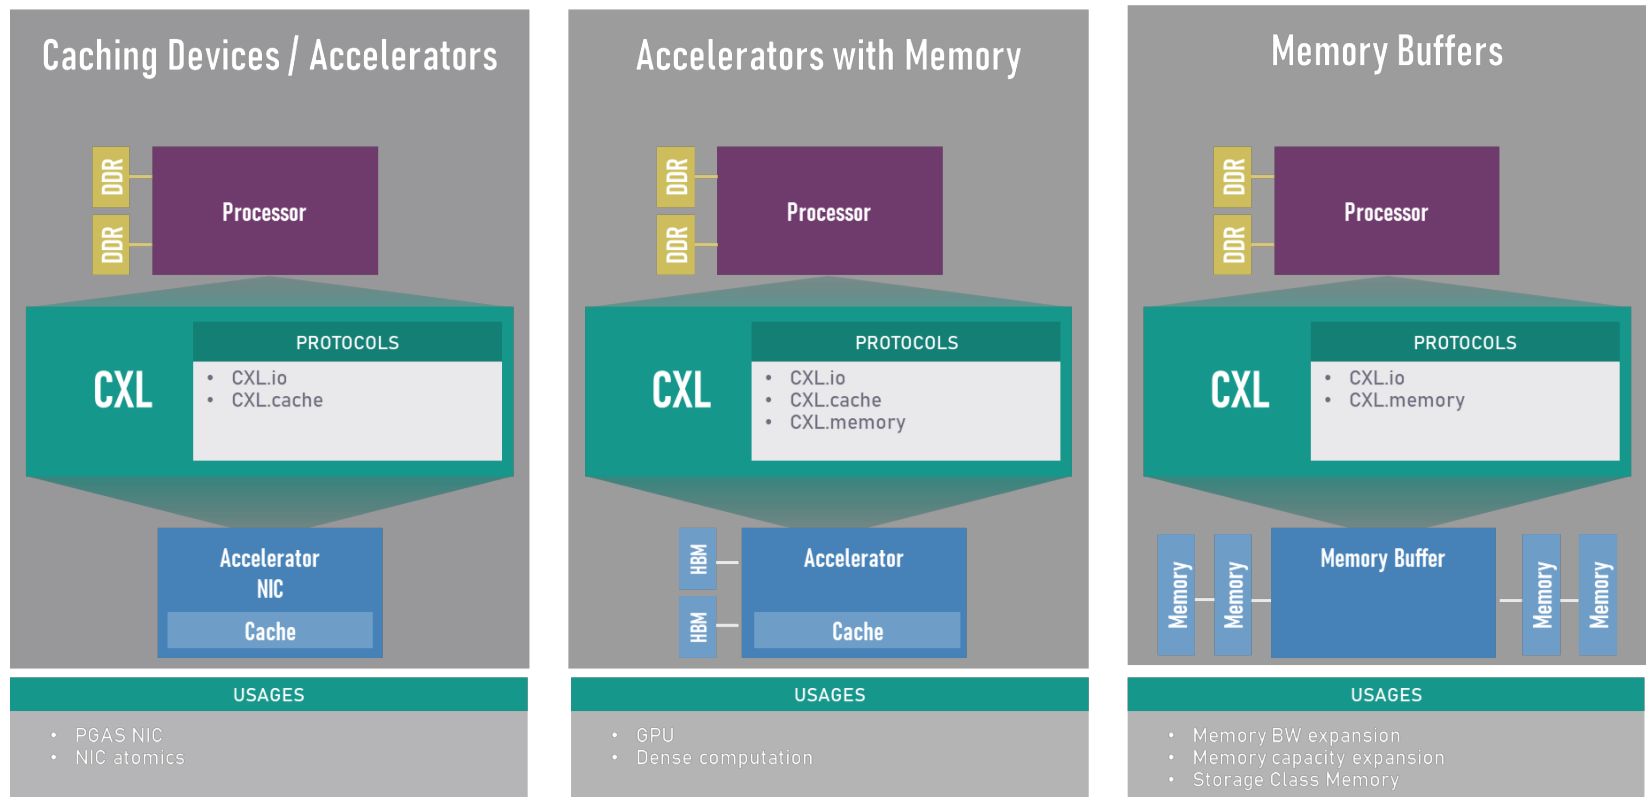 Caching Devices / Accelerators
DDR
DDR
Processor
CXL
PROTOCOLS
• CXL.io
• CXL.cache
Accelerator
NIC
Cache
USAGES
• PGAS NIC
• NIC atomics
Accelerators with Memory
DDR
DDR
Processor
CXL
PROTOCOLS
• CXL.io
• CXL.cache
• CXL.memory
HBM
HBM
Accelerator
Cache
USAGES
• GPU
• Dense computation
Memory Buffers
DDR
DDR
Processor
CXL
PROTOCOLS
• CXL.io
• CXL.memory
Memory
Memory
Memory Buffer
Memory
Memory
USAGES
• Memory BW expansion
• Memory capacity expansion
• Storage Class Memory